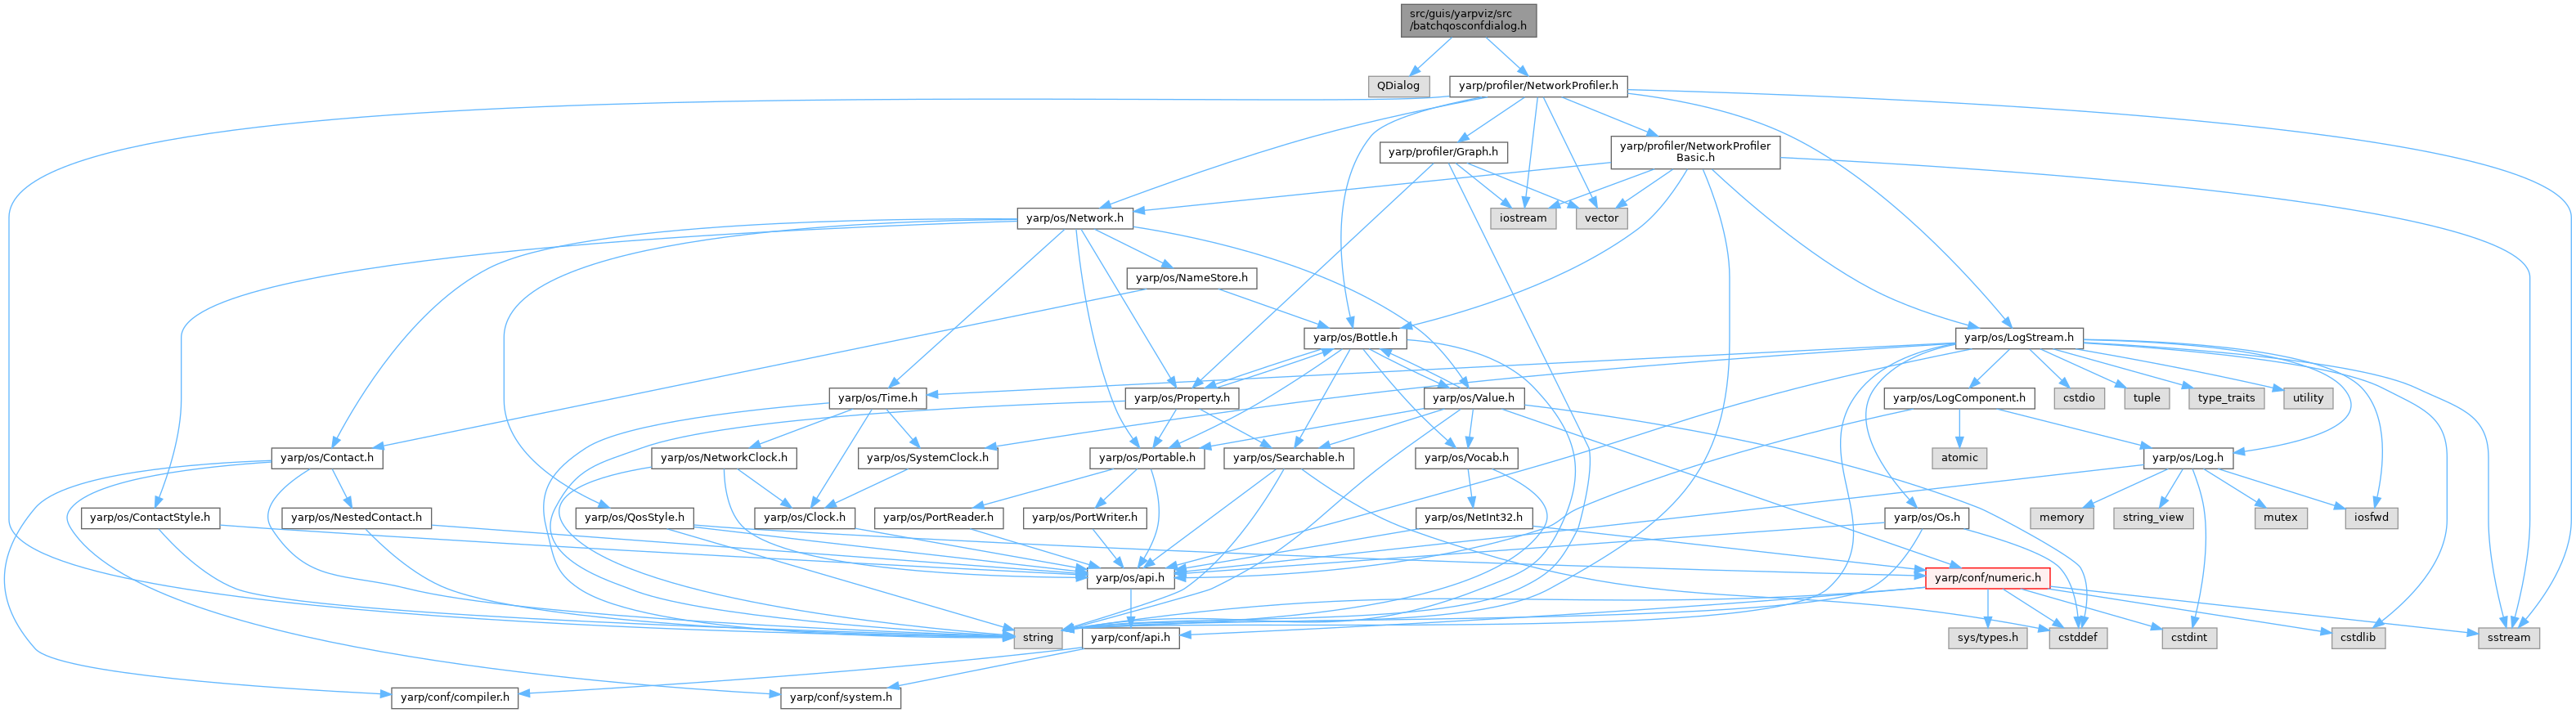 src/guis/yarpviz/src
/batchqosconfdialog.h
QDialog
yarp/profiler/NetworkProfiler.h
yarp/profiler/Graph.h
yarp/profiler/NetworkProfiler
Basic.h
yarp/os/Network.h
iostream
vector
yarp/os/NameStore.h
yarp/os/Bottle.h
yarp/os/LogStream.h
yarp/os/Time.h
yarp/os/Property.h
yarp/os/Value.h
yarp/os/LogComponent.h
cstdio
tuple
type_traits
utility
yarp/os/Contact.h
yarp/os/NetworkClock.h
yarp/os/SystemClock.h
yarp/os/Portable.h
yarp/os/Searchable.h
yarp/os/Vocab.h
atomic
yarp/os/Log.h
yarp/os/ContactStyle.h
yarp/os/NestedContact.h
yarp/os/QosStyle.h
yarp/os/Clock.h
yarp/os/PortReader.h
yarp/os/PortWriter.h
yarp/os/NetInt32.h
yarp/os/Os.h
memory
string_view
mutex
iosfwd
yarp/os/api.h
yarp/conf/numeric.h
string
yarp/conf/api.h
sys/types.h
cstddef
cstdint
cstdlib
sstream
yarp/conf/compiler.h
yarp/conf/system.h